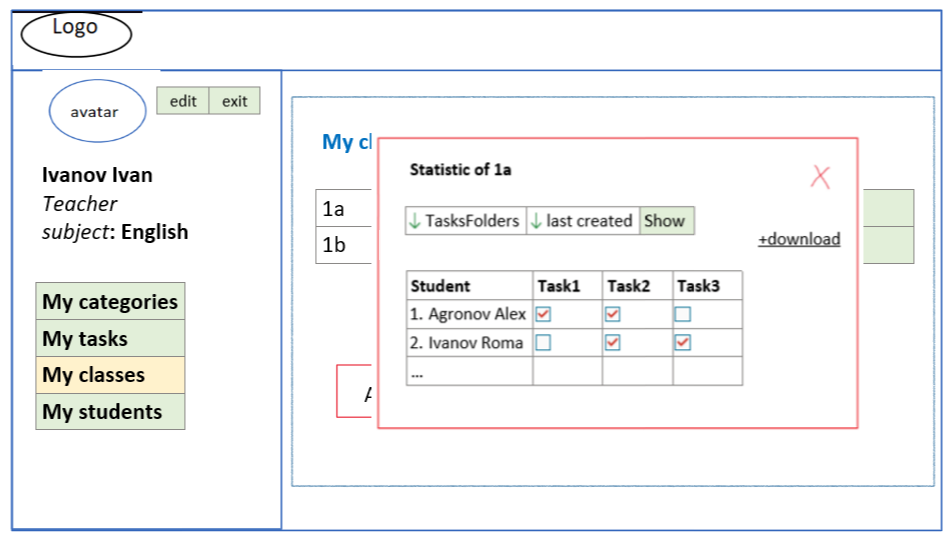 Logo
avatar
edit exit
Ivanov Ivan
Teacher
subject: English
My categories
My tasks
My classes
My students
My cl
1a
1b
Statistic of 1a
X
↓ TasksFolders ↓ last created Show
+download
Student Task1 Task2 Task3
1. Agronov Alex
2. Ivanov Roma
...